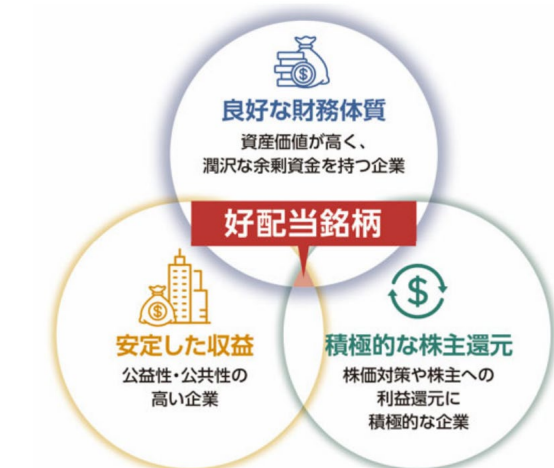 良好な財務体質
資産価値が高く、
潤沢な余剰資金を持つ企業
好配当銘柄
安定した収益
公益性・公共性の
高い企業
積極的な株主還元
株価対策や株主への
利益還元に
積極的な企業